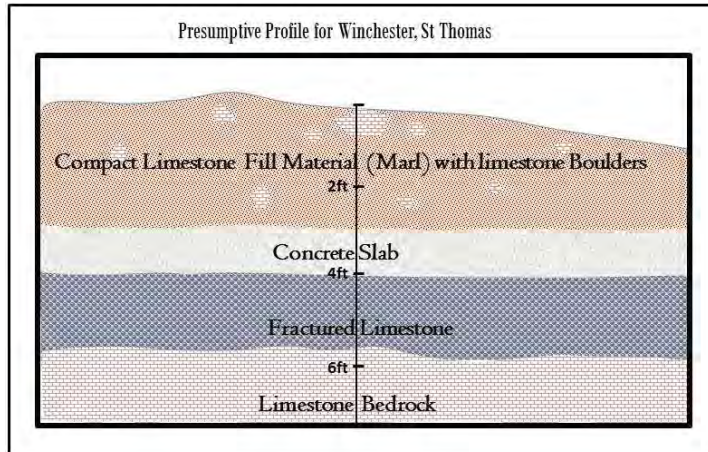 Presumptive Profile for Winchester, St Thomas
Compact Limestone Fill Material (Marl) with limestone Boulders
2ft
Concrete Slab
4ft
Fractured Limestone
6ft
Limestone Bedrock